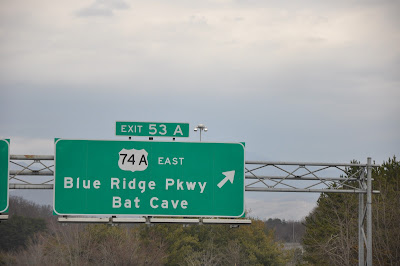 EXIT 53 A
74 A EAST
Blue Ridge Pkwy
Bat Cave